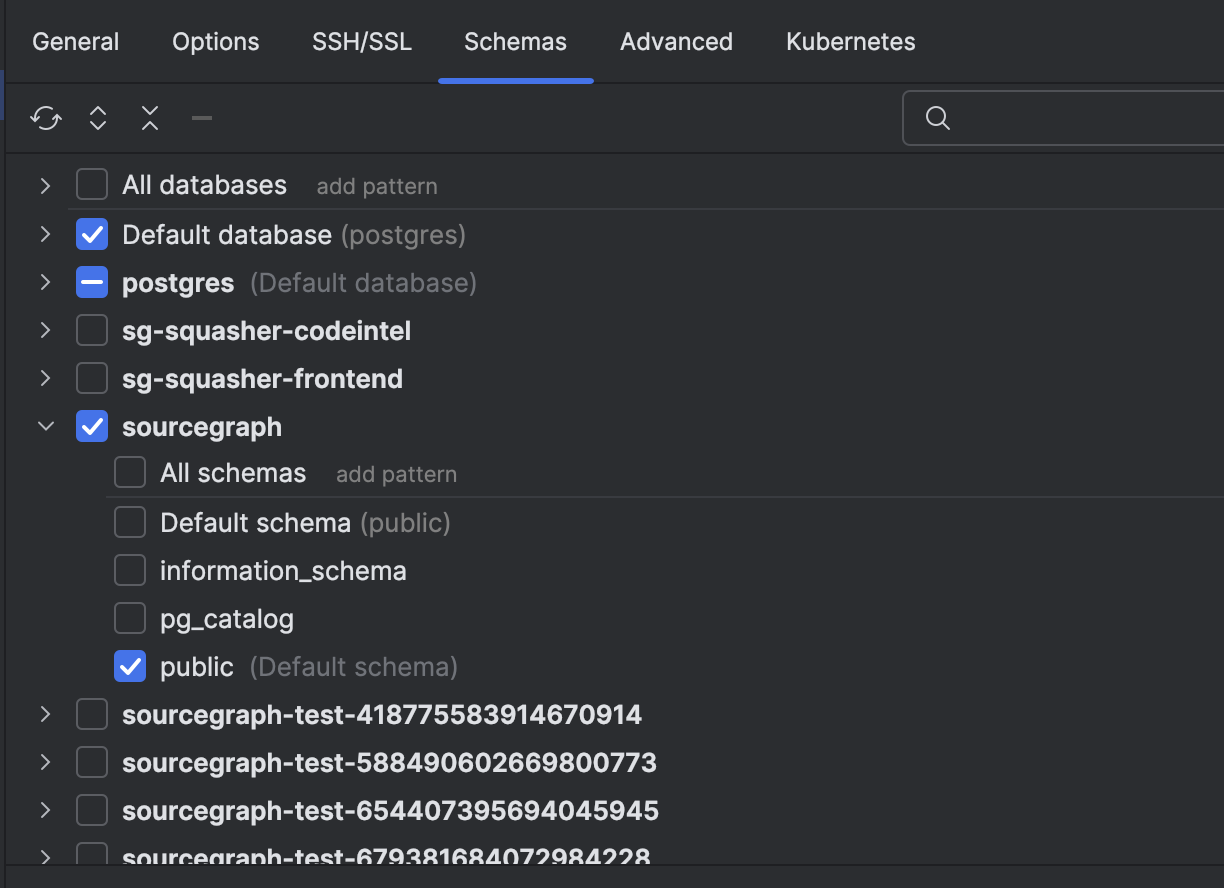 General Options SSH/SSL Schemas Advanced Kubernetes
All databases add pattern
Default database (postgres)
postgres (Default database)
sg-squasher-codeintel
sg-squasher-frontend
sourcegraph
All schemas add pattern
Default schema (public)
information_schema
pg_catalog
public (Default schema)
sourcegraph-test-418775583914670914
sourcegraph-test-588490602669800773
sourcegraph-test-654407395694045945
sourcegraph-test-679381684072984228